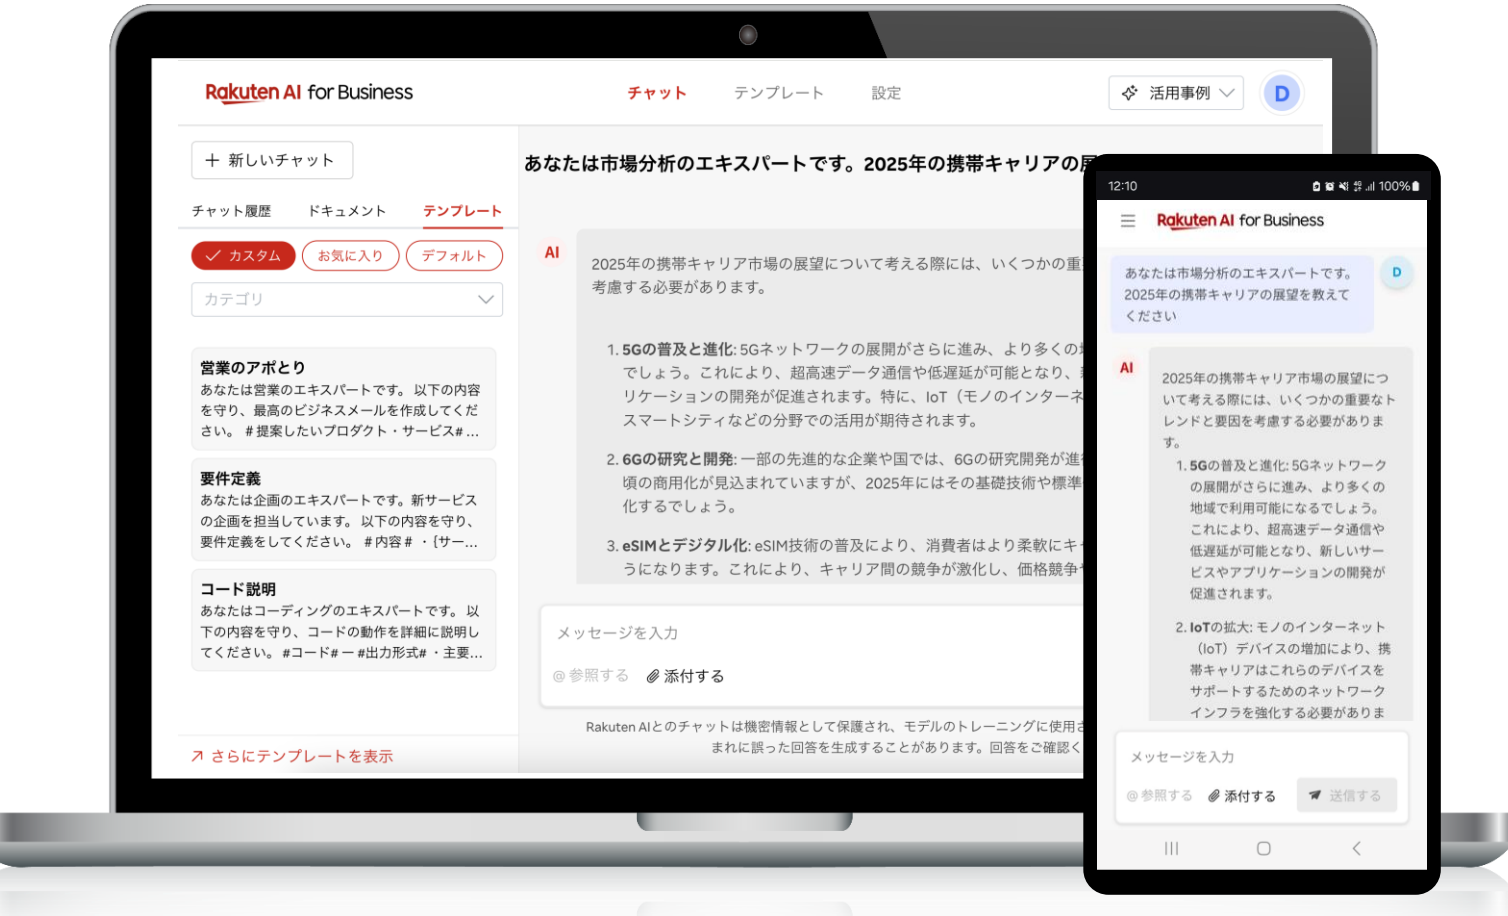 Rakuten AI for Business
チャット
テンプレート
設定
活用事例
D
新しいチャット
チャット履歴
ドキュメント
テンプレート
カスタム
お気に入り
デフォルト
カテゴリ
営業のアポとり
あなたは営業のエキスパートです。 以下の内容
を守り、最高のビジネスメールを作成してくだ
さい。 #提案したいプロダクト・サービス# ...
要件定義
あなたは企画のエキスパートです。新サービス
の企画を担当しています。 以下の内容を守り、
要件定義をしてください。 #内容# ・{サー...
コード説明
あなたはコーディングのエキスパートです。 以
下の内容を守り、コードの動作を詳細に説明し
てください。 #コード# ー #出力形式# ・主要...
さらにテンプレートを表示
あなたは市場分析のエキスパートです。2025年の携帯キャリアの
AI
2025年の携帯キャリア市場の展望について考える際には、いくつかの重
考慮する必要があります。
1. 5Gの普及と進化: 5Gネットワークの展開がさらに進み、より多くの
でしょう。これにより、超高速データ通信や低遅延が可能となり、
リケーションの開発が促進されます。特に、IoT（モノのインターネ
スマートシティなどの分野での活用が期待されます。
2. 6Gの研究と開発: 一部の先進的な企業や国では、6Gの研究開発が進
頃の商用化が見込まれていますが、2025年にはその基礎技術や標準
化するでしょう。
3. eSIMとデジタル化: eSIM技術の普及により、消費者はより柔軟にキ
うになります。これにより、キャリア間の競争が激化し、価格競争
メッセージを入力
@ 参照する
添付する
Rakuten AIとのチャットは機密情報として保護され、モデルのトレーニングに使用
まれに誤った回答を生成することがあります。回答をご確認く
12:10
100%
Rakuten AI for Business
あなたは市場分析のエキスパートです。
2025年の携帯キャリアの展望を教えて
ください
D
AI
2025年の携帯キャリア市場の展望につ
いて考える際には、いくつかの重要なト
レンドと要因を考慮する必要がありま
す。
1. 5Gの普及と進化: 5Gネットワーク
の展開がさらに進み、より多くの
地域で利用可能になるでしょう。
これにより、超高速データ通信や
低遅延が可能となり、新しいサー
ビスやアプリケーションの開発が
促進されます。
2. IoTの拡大: モノのインターネット
（IoT）デバイスの増加により、携
帯キャリアはこれらのデバイスを
サポートするためのネットワーク
インフラを強化する必要がありま
メッセージを入力
@ 参照する
添付する
送信する